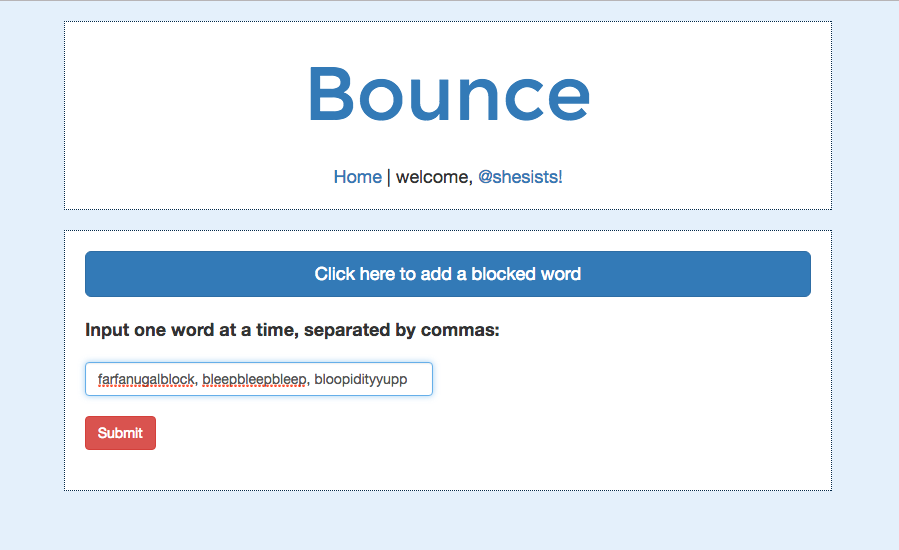 Bounce
Home | welcome, @shesists!
Click here to add a blocked word
Input one word at a time, separated by commas:
farfanugalblock, bleepbleepbleep, bloopidityyupp
Submit